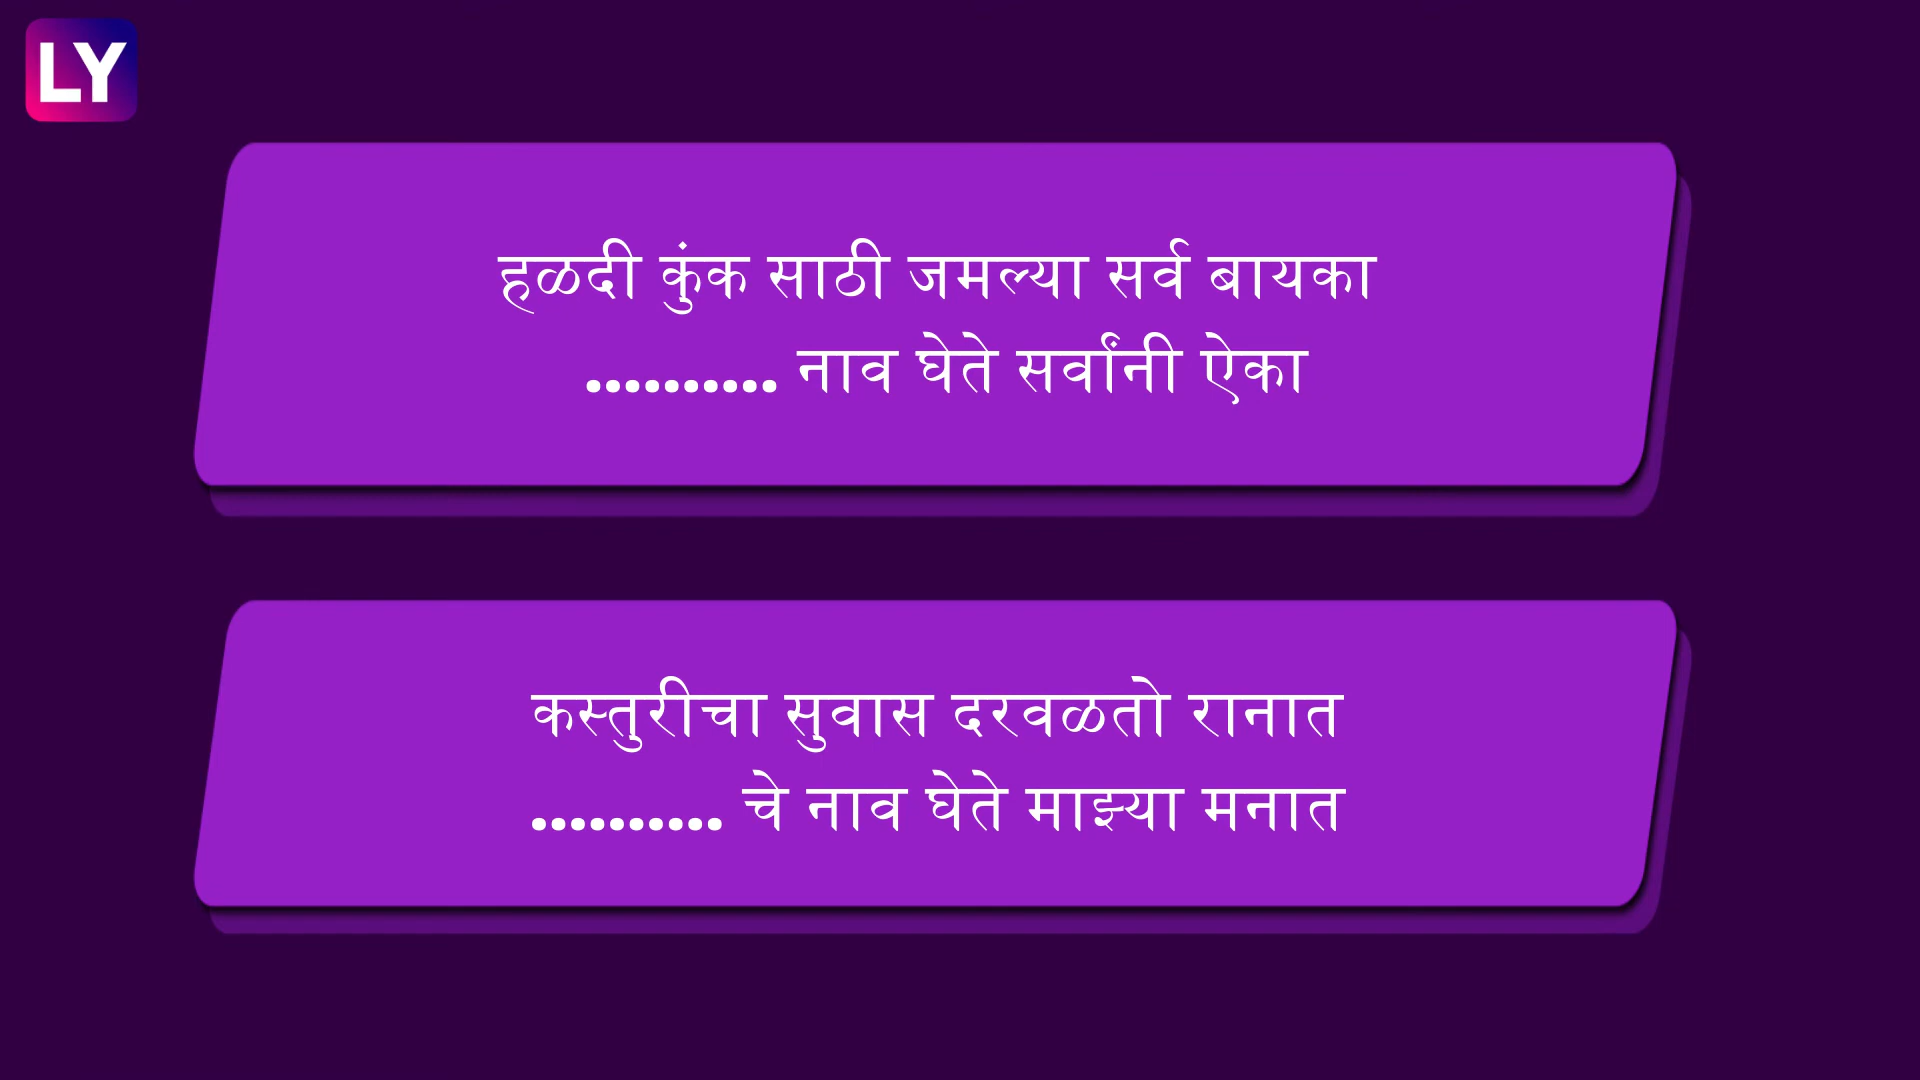 LY
हळदी कुंक साठी जमल्या सर्व बायका
.......... नाव घेते सर्वांनी ऐका
कस्तुरीचा सुवास दरवळतो रानात
.......... चे नाव घेते माझ्या मनात